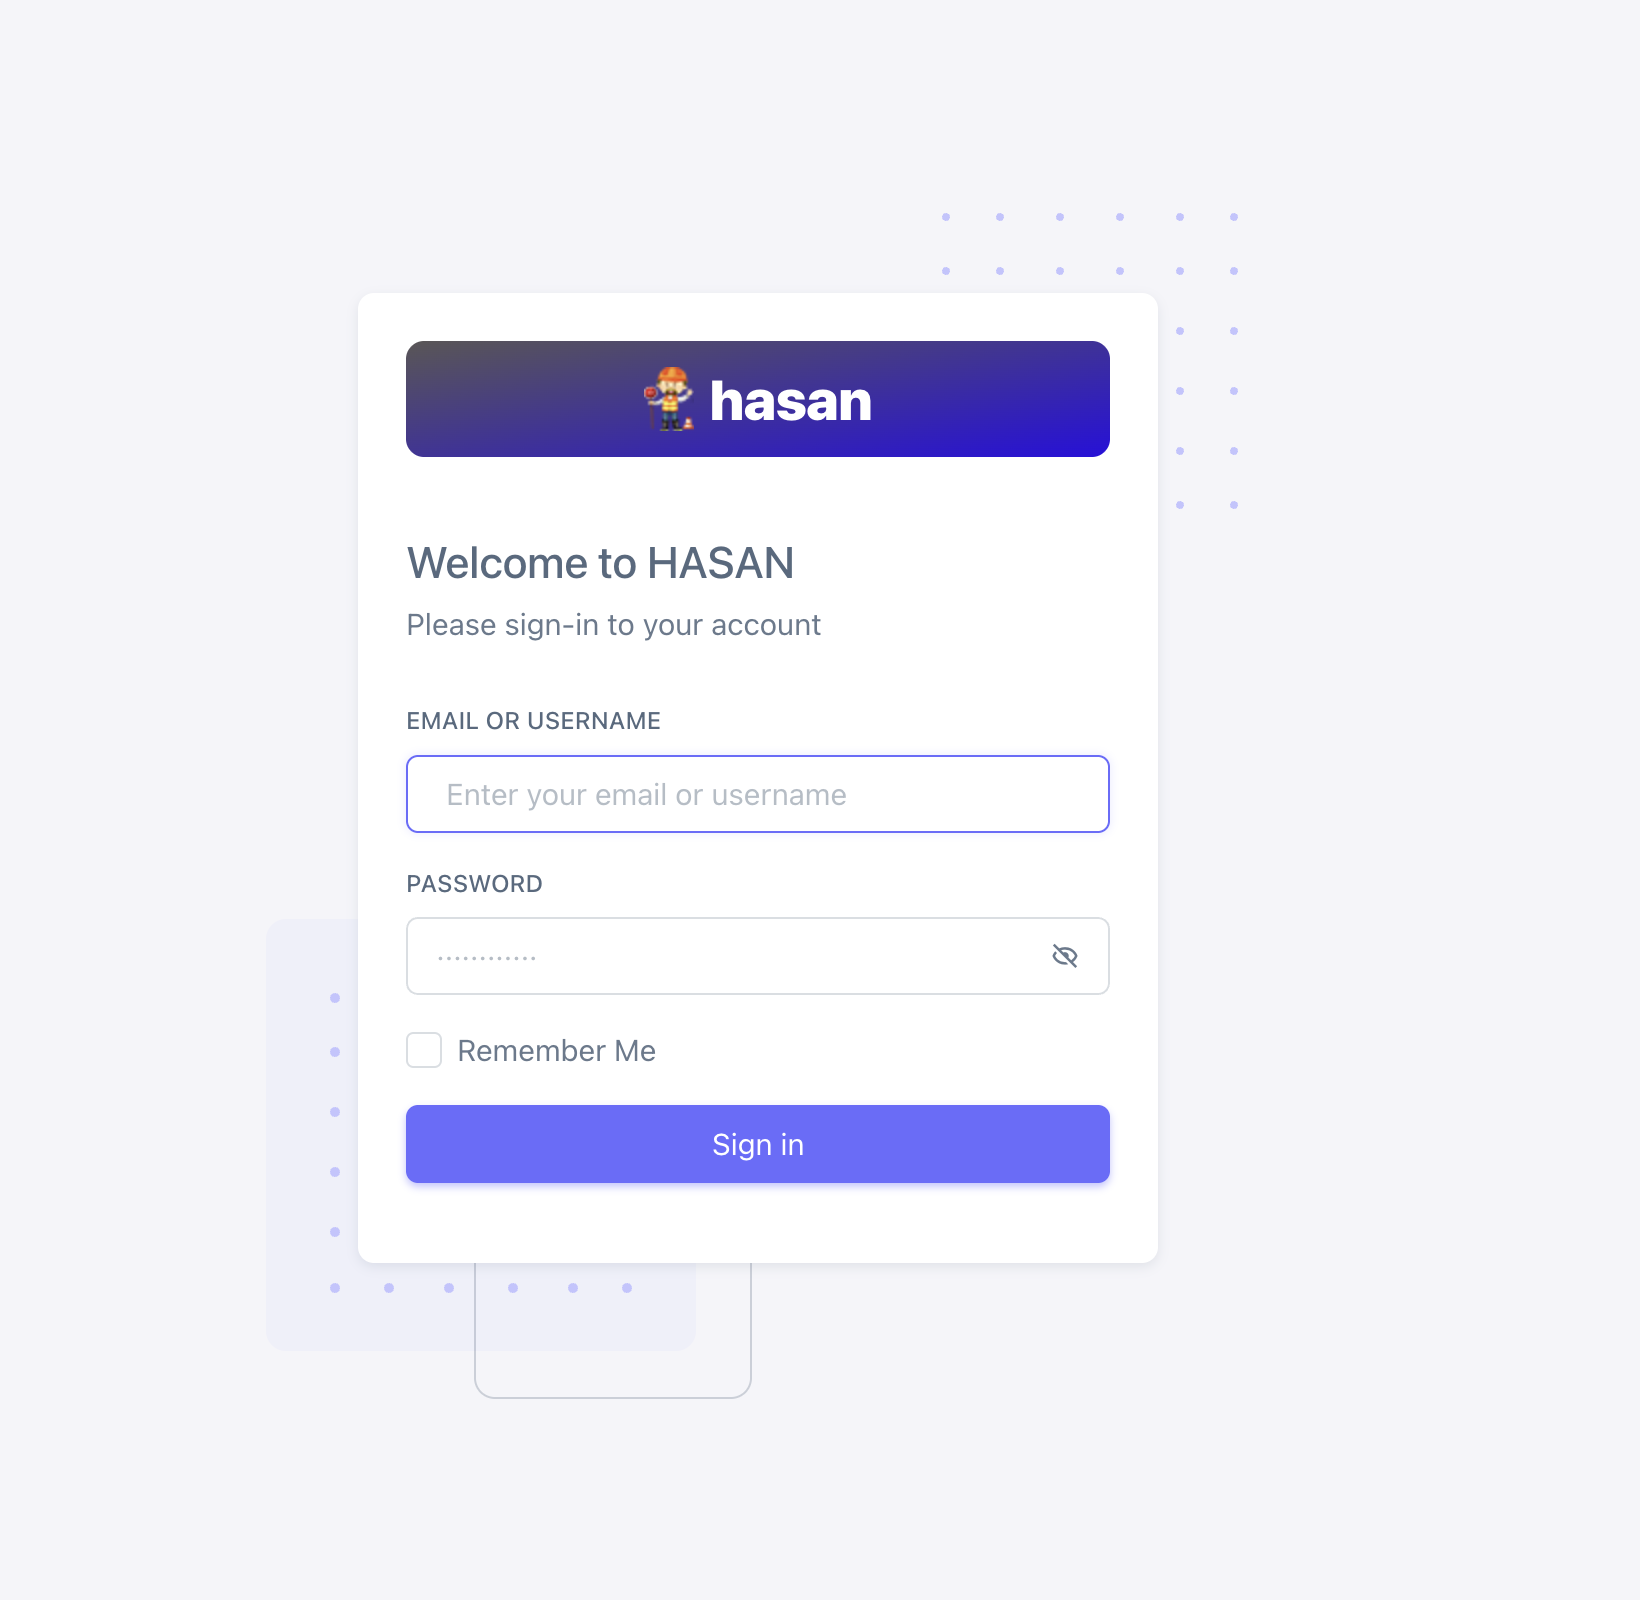 hasan
Welcome to HASAN
Please sign-in to your account
EMAIL OR USERNAME
Enter your email or username
PASSWORD
············
Remember Me
Sign in